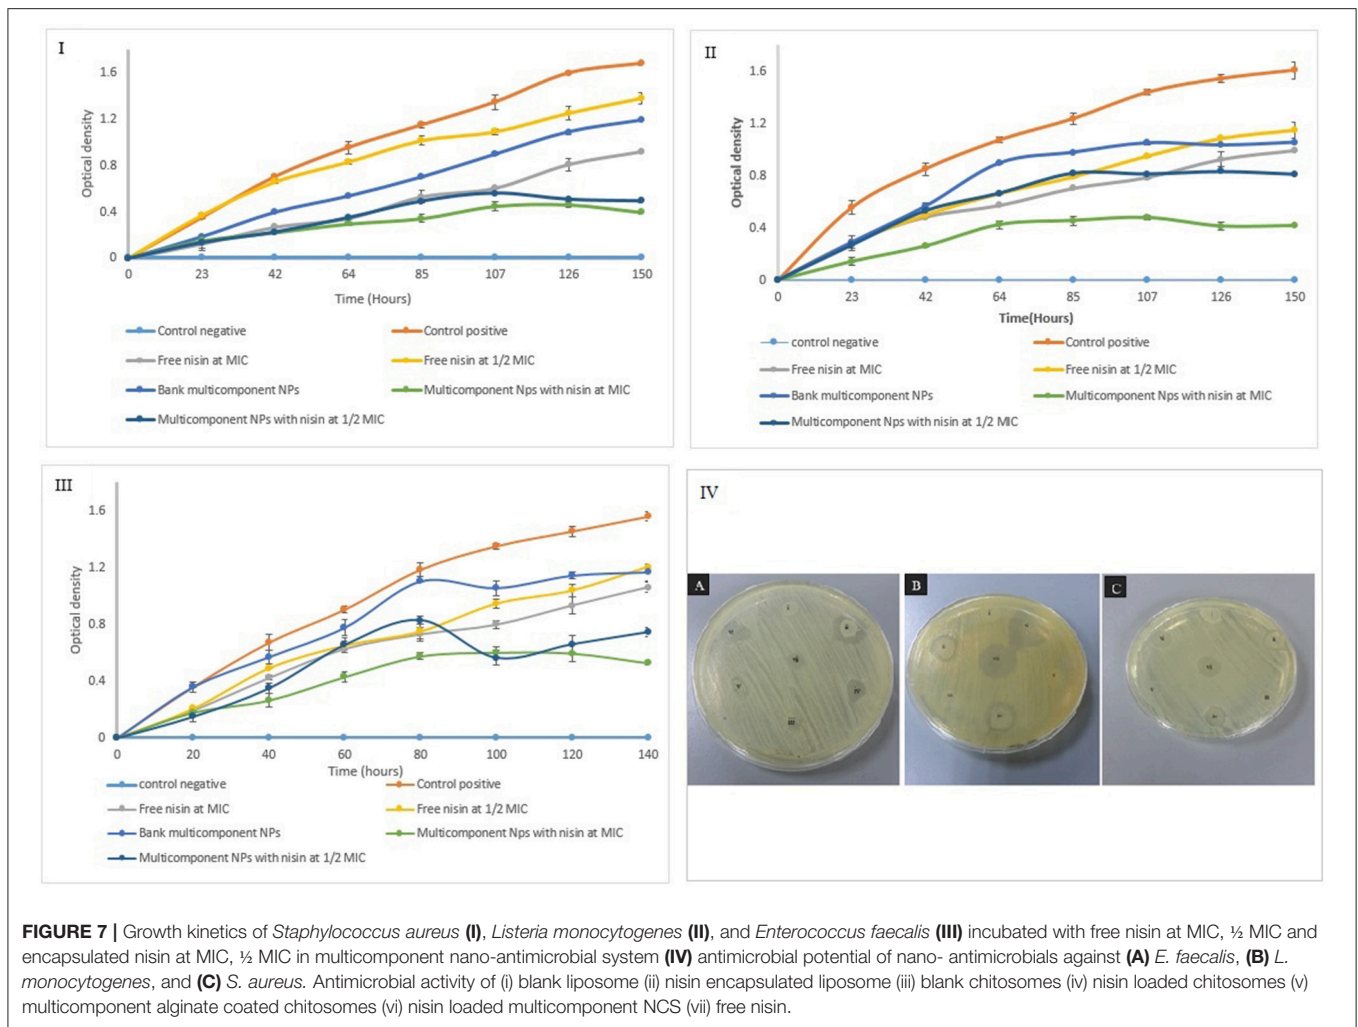 I
1.6
1.2
0.8
0.4
0
Optical density
0 23 42 64 85 107 126 150
Time (Hours)
Control negative
Control positive
Free nisin at MIC
Free nisin at 1/2 MIC
Bank multicomponent NPs
Multicomponent Nps with nisin at MIC
Multicomponent NPs with nisin at 1/2 MIC
II
1.6
1.2
0.8
0.4
0
Optical density
0 23 42 64 85 107 126 150
Time(Hours)
control negative
Control positive
Free nisin at MIC
Free nisin 1/2 MIC
Bank multicomponent NPs
Multicomponent Nps with nisin at MIC
Multicomponent Nps with nisin at 1/2 MIC
III
1.6
1.2
0.8
0.4
0
Optical density
0 20 40 60 80 100 120 140
Time (hours)
control negative
Control positive
Free nisin at MIC
Free nisin at 1/2 MIC
Bank multicomponent NPs
Multicomponent Nps with nisin at MIC
Multicomponent NPs with nisin at 1/2 MIC
IV
A
B
C
FIGURE 7 | Growth kinetics of Staphylococcus aureus (I), Listeria monocytogenes (II), and Enterococcus faecalis (III) incubated with free nisin at MIC, ½ MIC and
encapsulated nisin at MIC, ½ MIC in multicomponent nano-antimicrobial system (IV) antimicrobial potential of nano- antimicrobials against (A) E. faecalis, (B) L.
monocytogenes, and (C) S. aureus. Antimicrobial activity of (i) blank liposome (ii) nisin encapsulated liposome (iii) blank chitosomes (iv) nisin loaded chitosomes (v)
multicomponent alginate coated chitosomes (vi) nisin loaded multicomponent NCS (vii) free nisin.